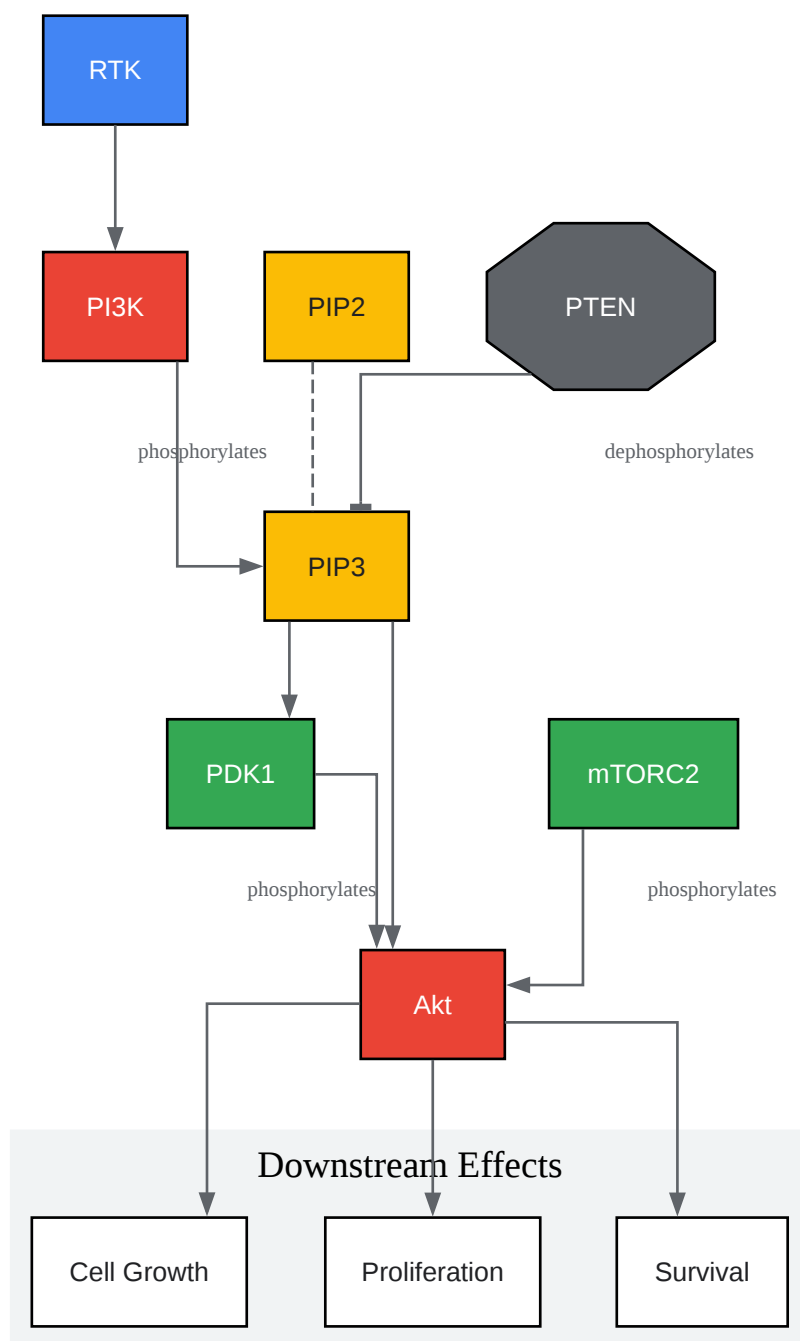 RTK
PI3K
PIP2
PTEN
phosphorylates
dephosphorylates
PIP3
PDK1
mTORC2
phosphorylates
phosphorylates
Akt
Downstream Effects
Cell Growth
Proliferation
Survival